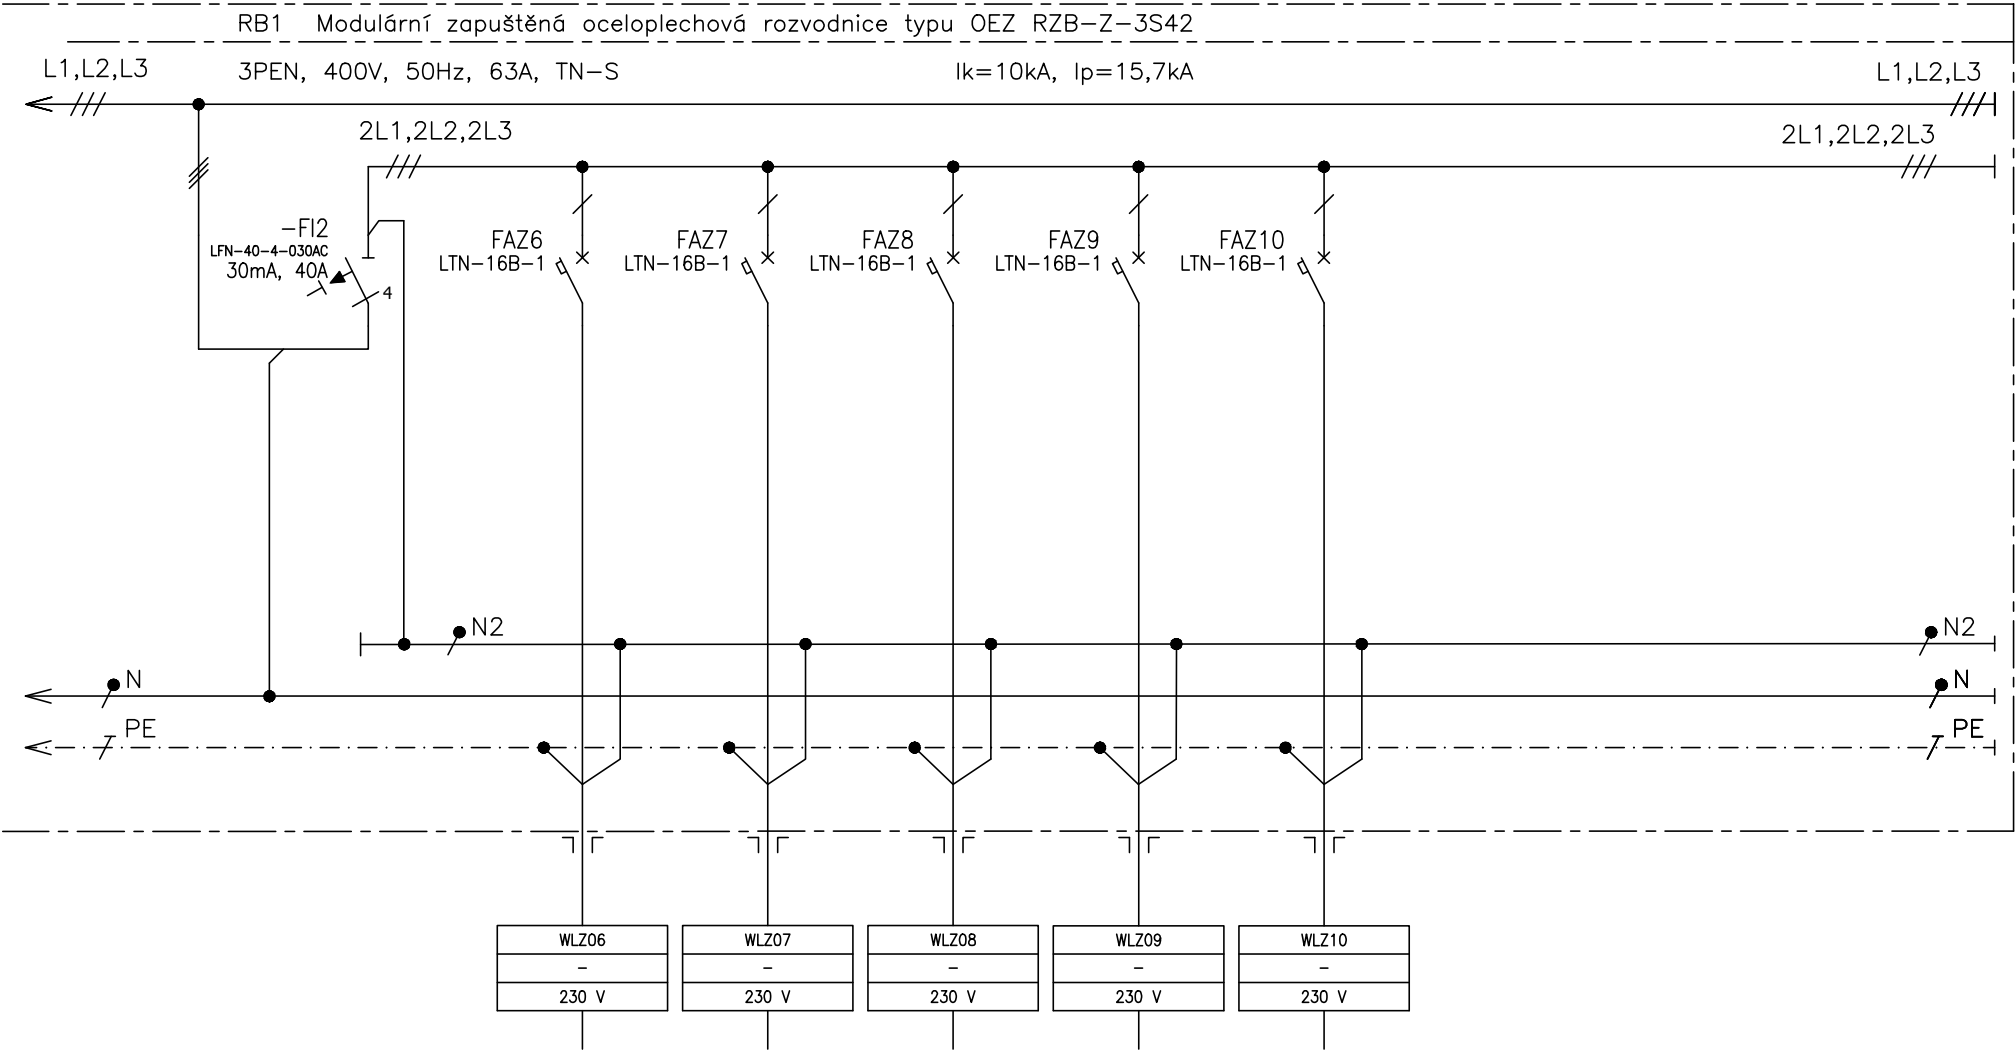 RB1 Modulární zapuštěná oceloplechová rozvodnice typu OEZ RZB-Z-3S42
L1,L2,L3 3PEN, 400V, 50Hz, 63A, TN-S Ik=10kA, Ip=15,7kA L1,L2,L3
2L1,2L2,2L3 2L1,2L2,2L3
-FI2
LFN-40-4-030AC
30mA, 40A
4
FAZ6 FAZ7 FAZ8 FAZ9 FAZ10
LTN-16B-1 LTN-16B-1 LTN-16B-1 LTN-16B-1 LTN-16B-1
N2 N2
N N
PE PE
WLZ06 WLZ07 WLZ08 WLZ09 WLZ10
- - - - -
230 V 230 V 230 V 230 V 230 V